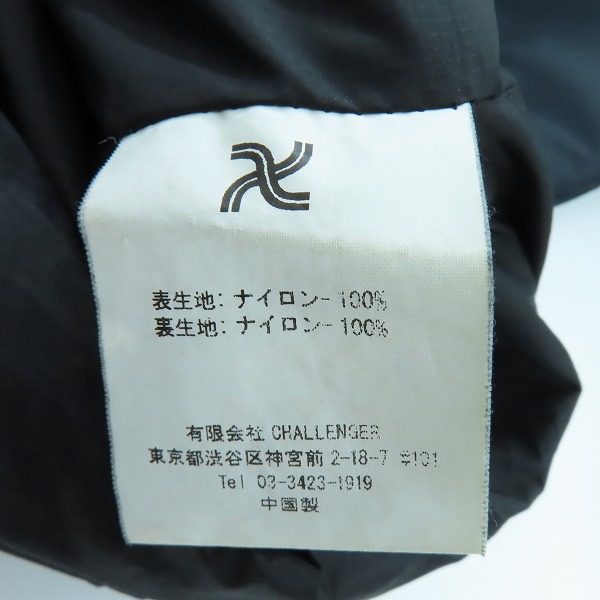 表生地: ナイロン-100%
裏生地: ナイロン-100%
有限会社 CHALLENGER
東京都渋谷区神宮前 2-18-7 #101
Tel 03-3423-1919
中国製